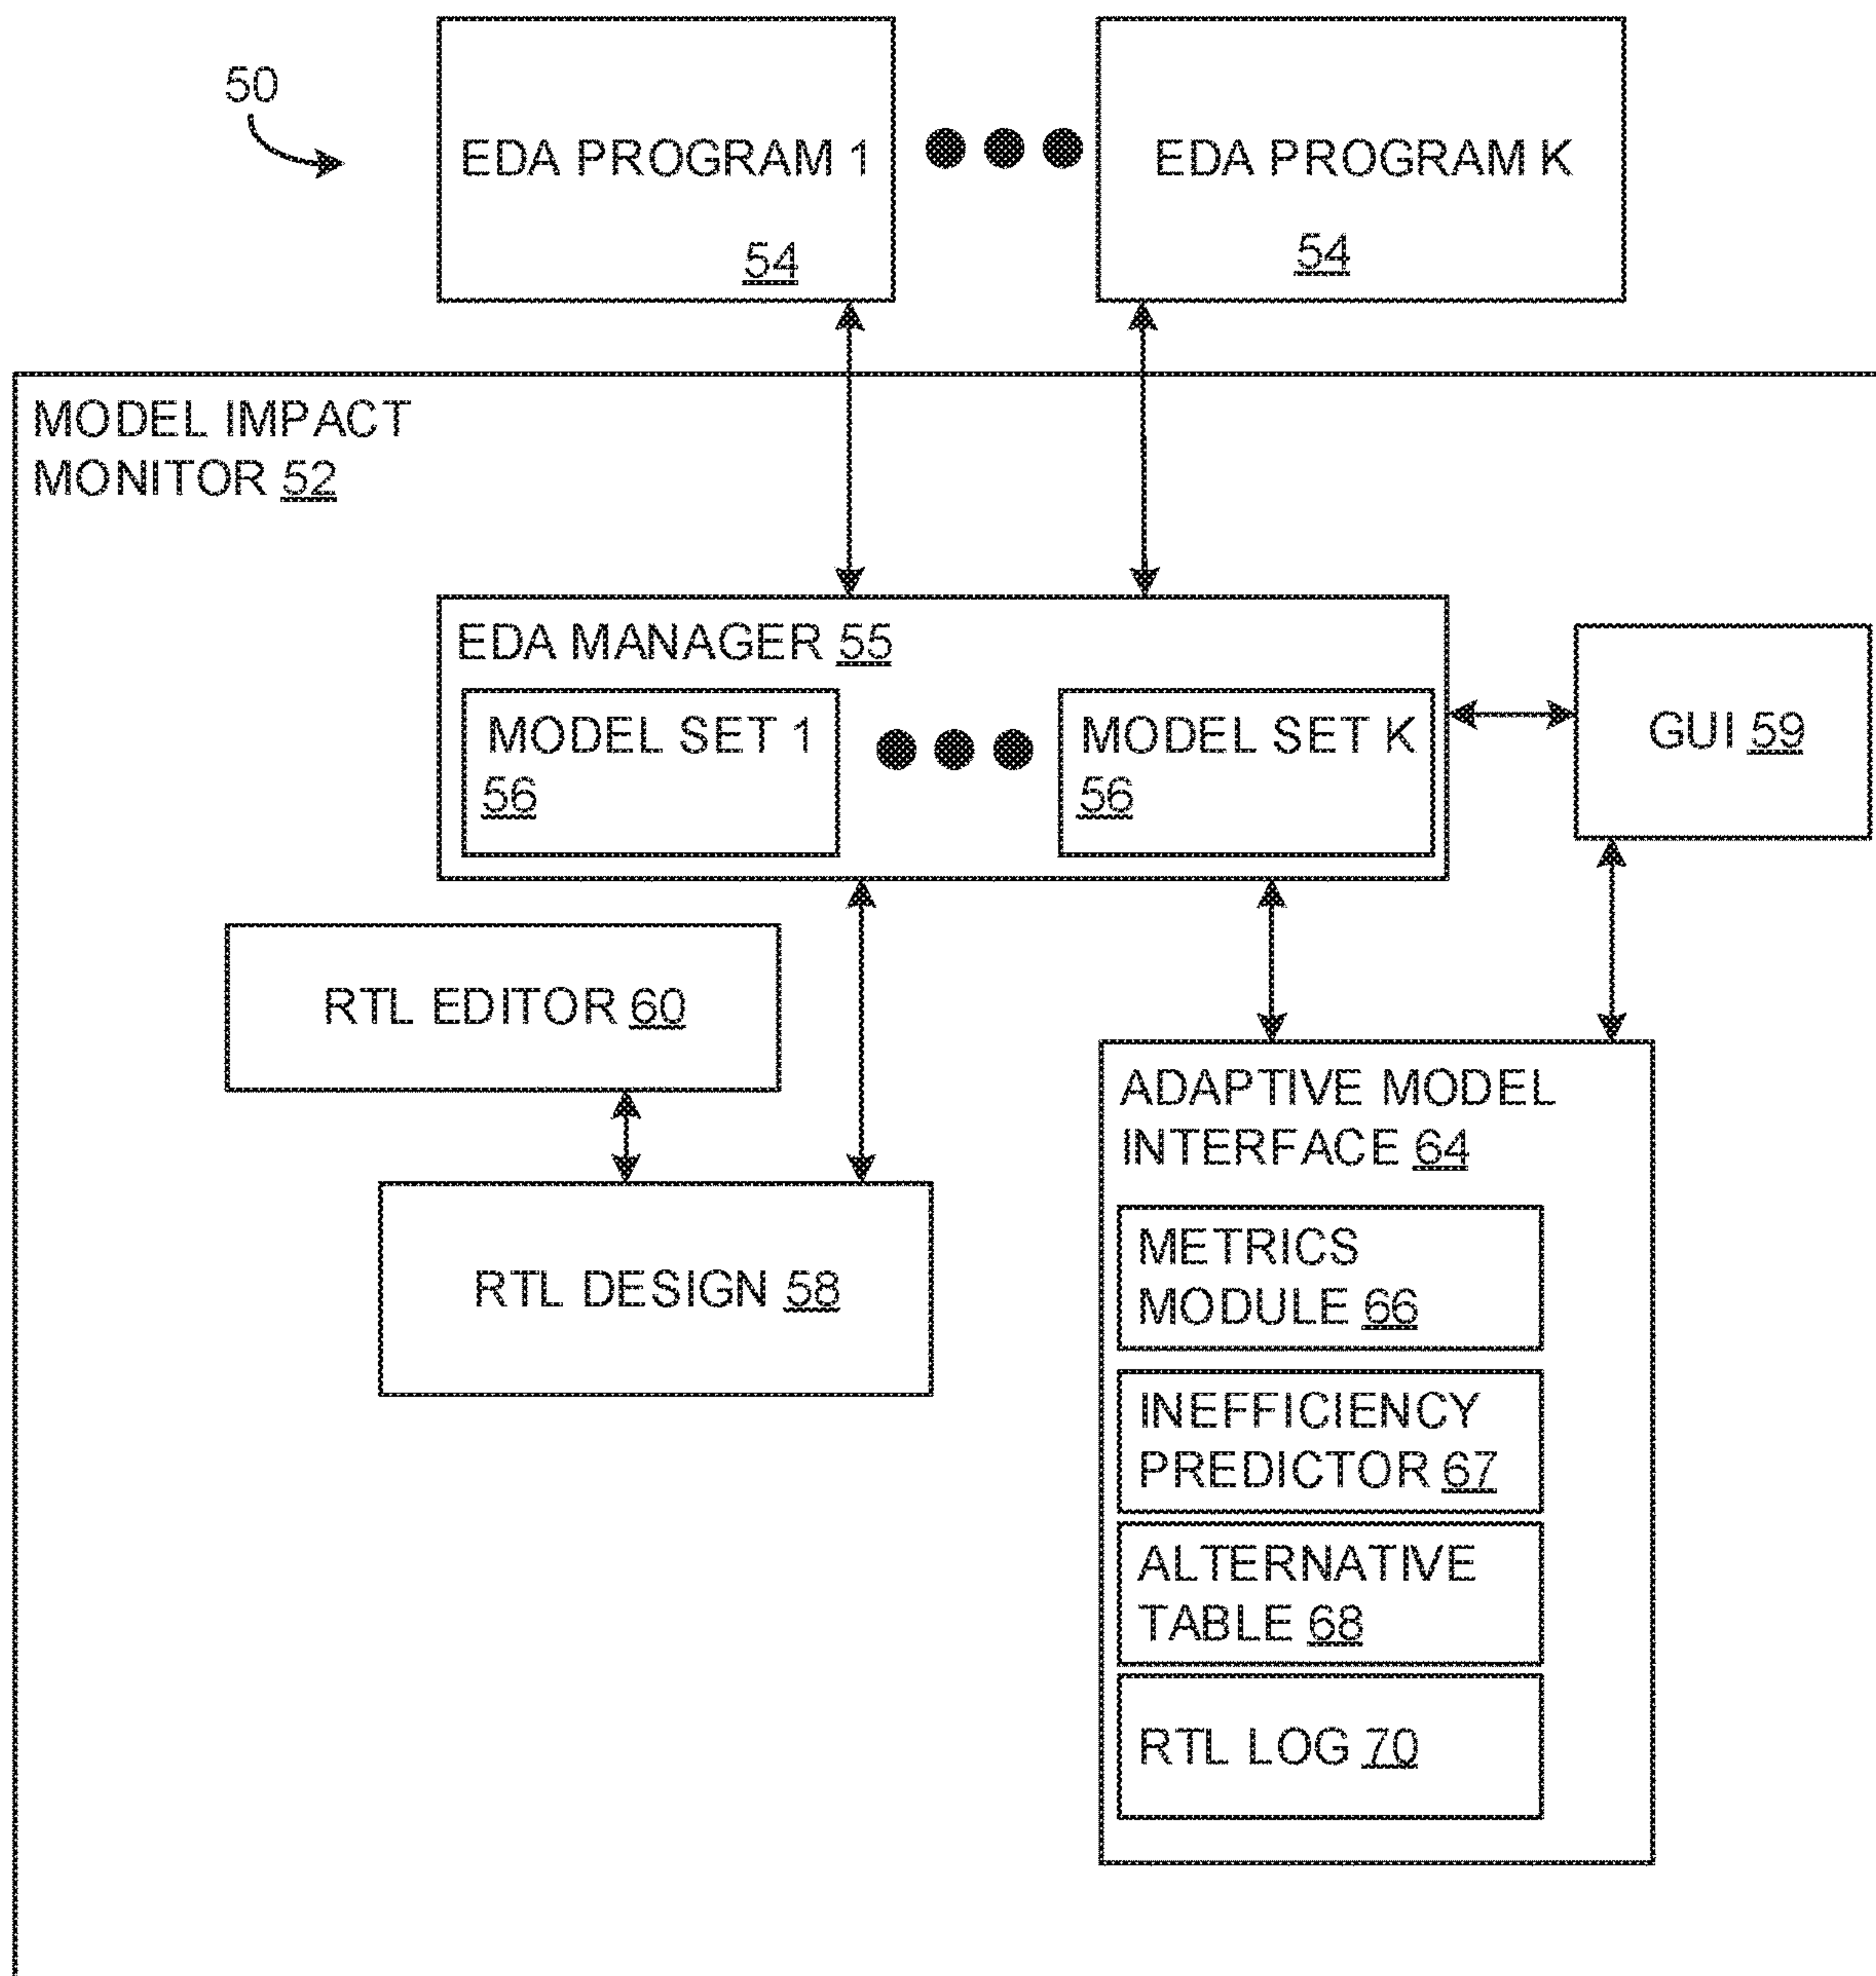 50
EDA PROGRAM 1
54
EDA PROGRAM K
54
MODEL IMPACT
MONITOR 52
EDA MANAGER 55
MODEL SET 1
56
MODEL SET K
56
GUI 59
RTL EDITOR 60
RTL DESIGN 58
ADAPTIVE MODEL
INTERFACE 64
METRICS
MODULE 66
INEFFICIENCY
PREDICTOR 67
ALTERNATIVE
TABLE 68
RTL LOG 70